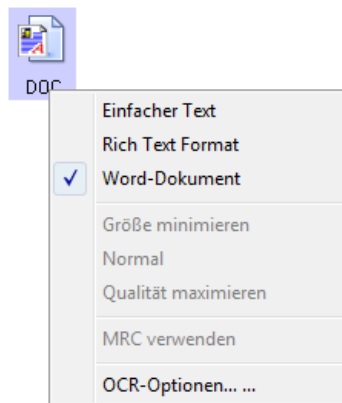 DOC
Einfacher Text
Rich Text Format
Word-Dokument
Größe minimieren
Normal
Qualität maximieren
MRC verwenden
OCR-Optionen... ...